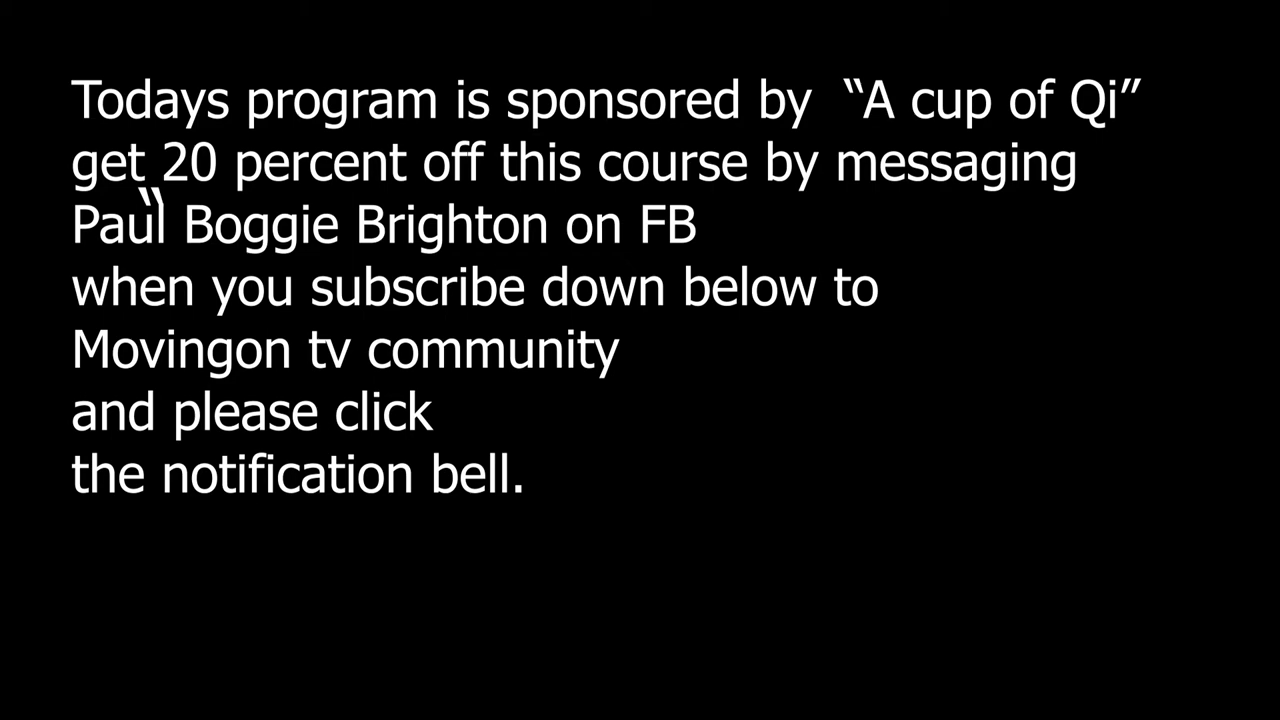 Todays program is sponsored by “A cup of Qi”
get 20 percent off this course by messaging
“
Paul Boggie Brighton on FB
when you subscribe down below to
Movingon tv community
and please click
the notification bell.